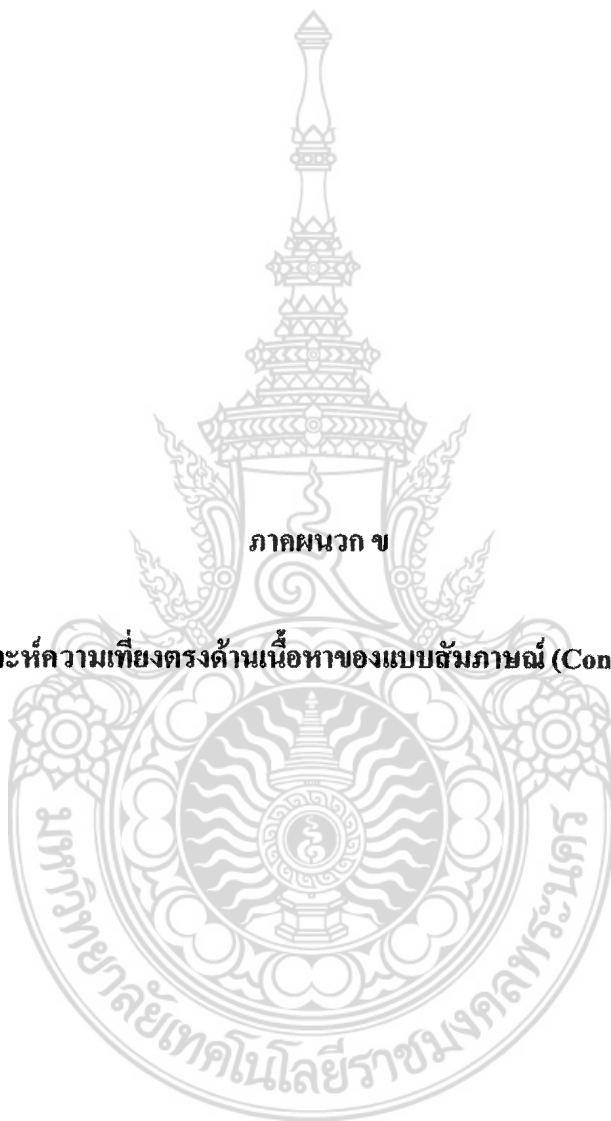 ภาคผนวก ข
ะห์ความเที่ยงตรงด้านเนื้อหาของแบบสัมภาษณ์ (Con
มหาวิทยาลัยเทคโนโลยีราชมงคลพระนคร